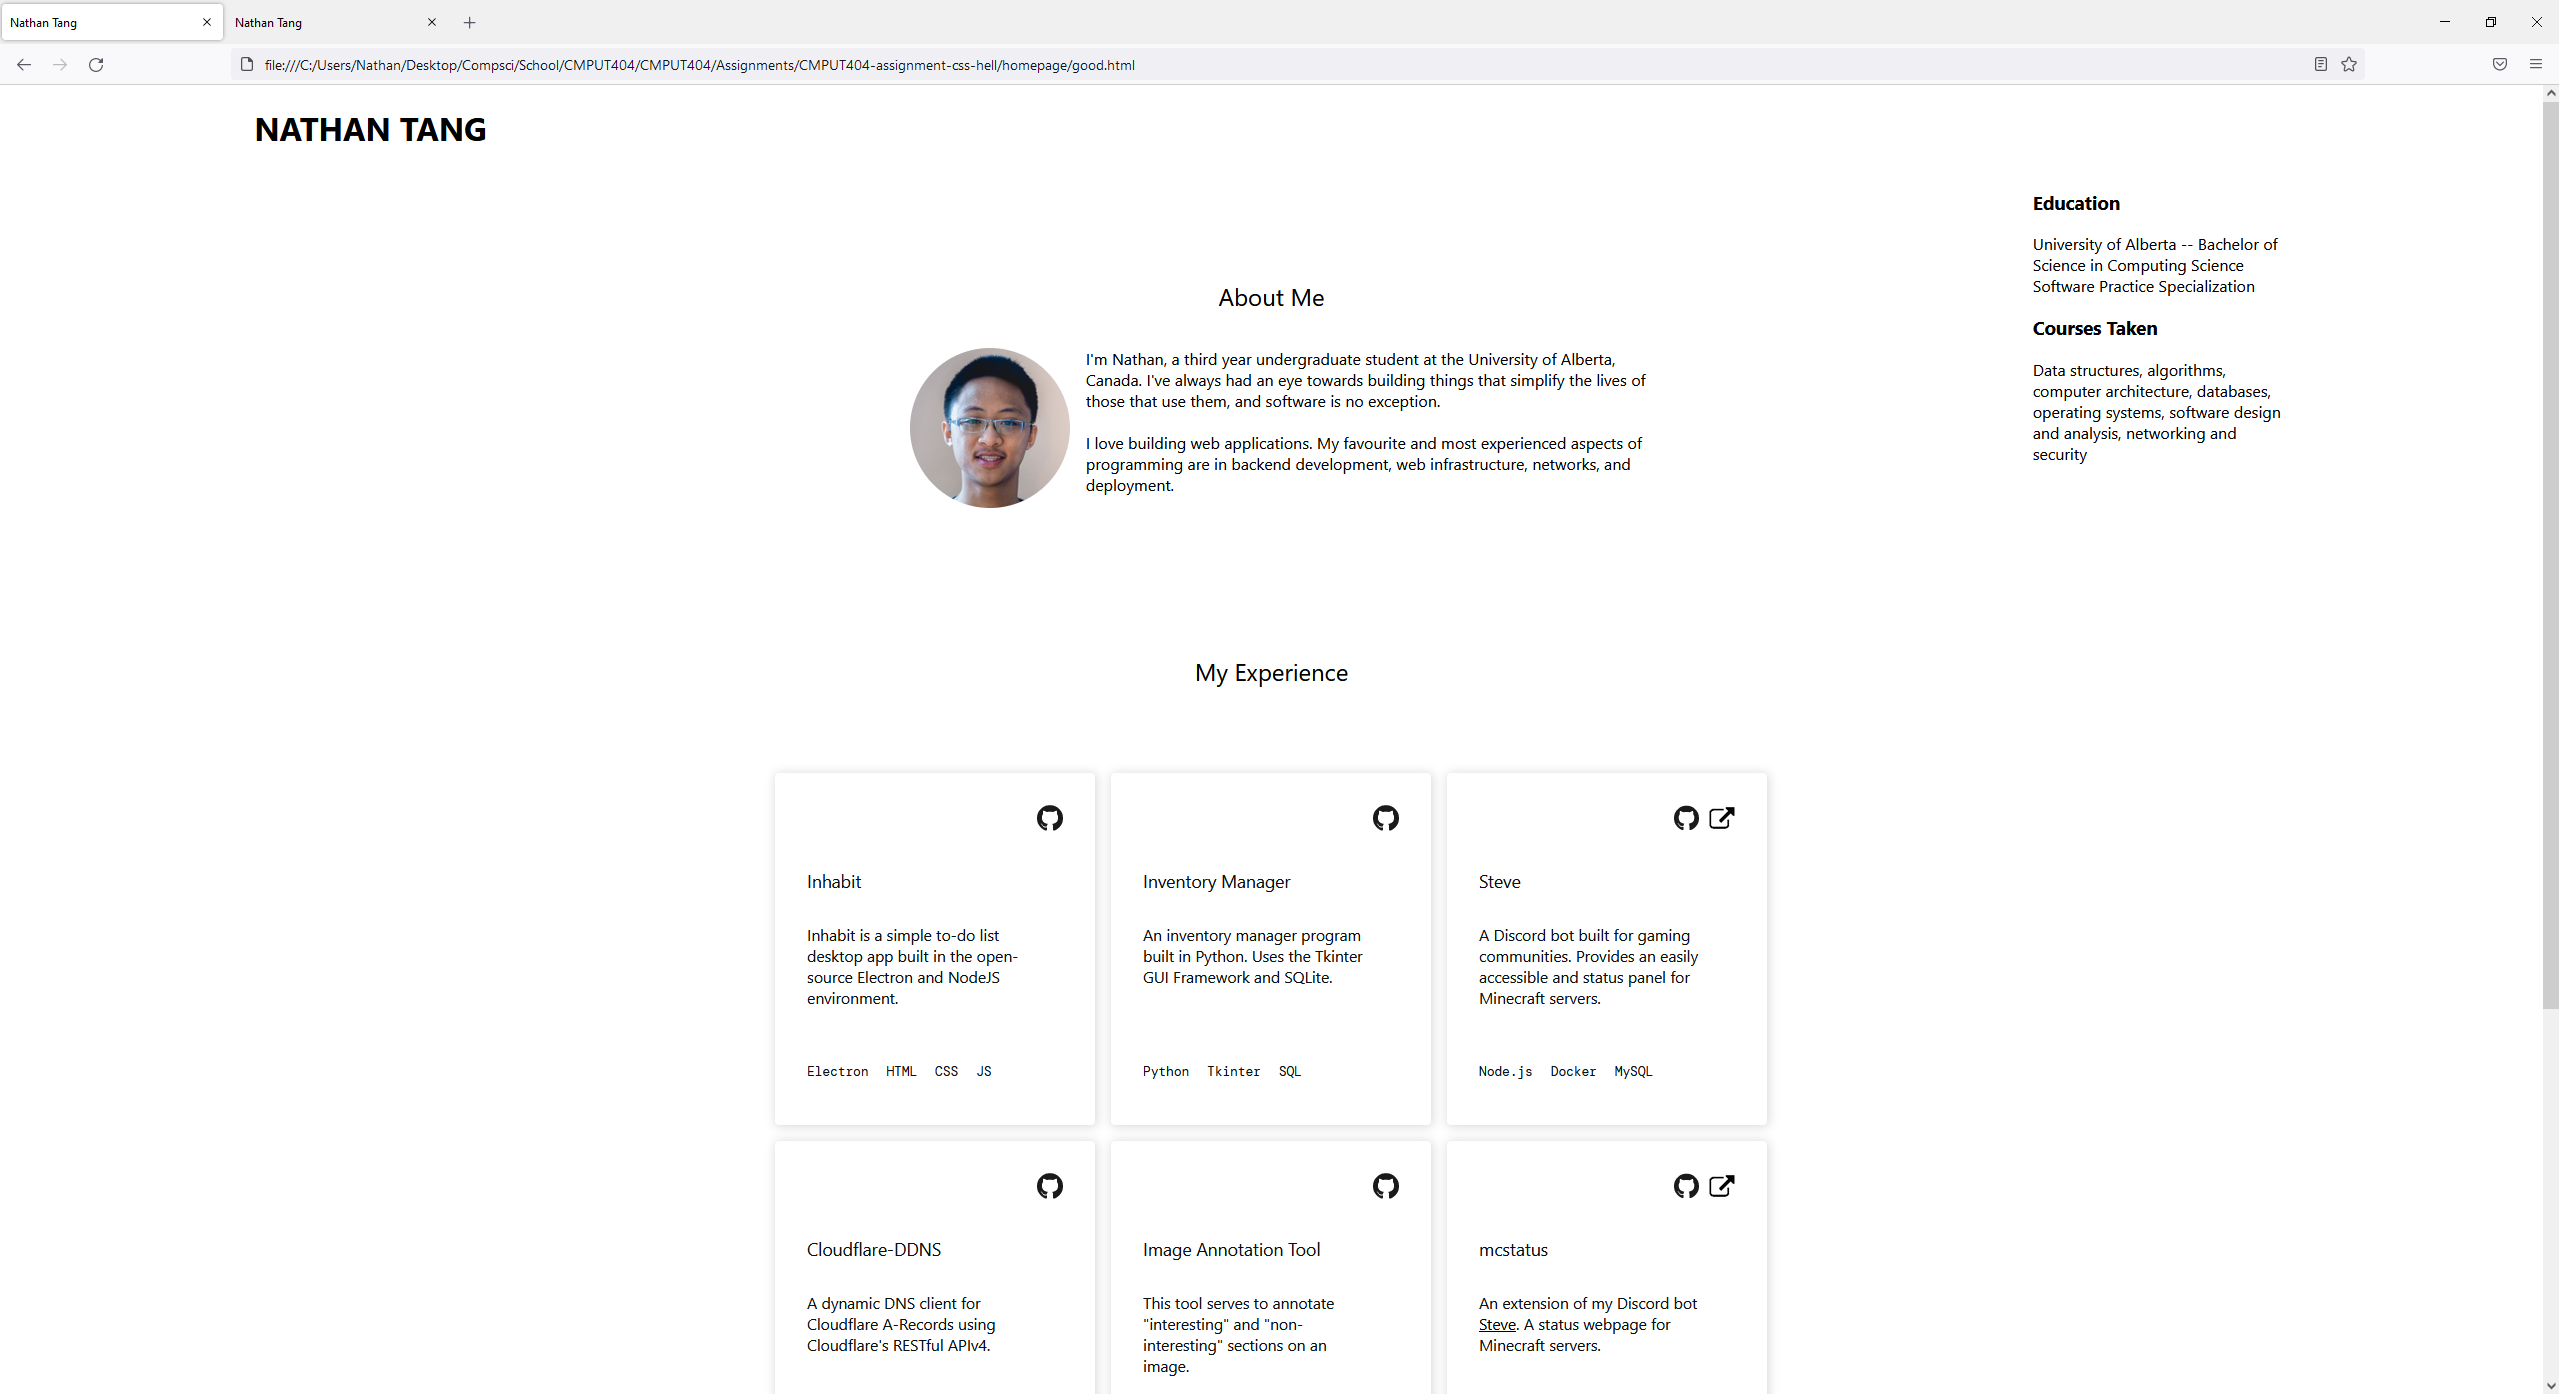 Nathan Tang
Nathan Tang
file:///C:/Users/Nathan/Desktop/Compsci/School/CMPUT404/CMPUT404/Assignments/CMPUT404-assignment-css-hell/homepage/good.html
NATHAN TANG
About Me
I'm Nathan, a third year undergraduate student at the University of Alberta,
Canada. I've always had an eye towards building things that simplify the lives of
those that use them, and software is no exception.
I love building web applications. My favourite and most experienced aspects of
programming are in backend development, web infrastructure, networks, and
deployment.
Education
University of Alberta -- Bachelor of
Science in Computing Science
Software Practice Specialization
Courses Taken
Data structures, algorithms,
computer architecture, databases,
operating systems, software design
and analysis, networking and
security
My Experience
Inhabit
Inhabit is a simple to-do list
desktop app built in the open-
source Electron and NodeJS
environment.
Electron HTML CSS JS
Inventory Manager
An inventory manager program
built in Python. Uses the Tkinter
GUI Framework and SQLite.
Python Tkinter SQL
Steve
A Discord bot built for gaming
communities. Provides an easily
accessible and status panel for
Minecraft servers.
Node.js Docker MySQL
Cloudflare-DDNS
A dynamic DNS client for
Cloudflare A-Records using
Cloudflare's RESTful APIv4.
Image Annotation Tool
This tool serves to annotate
"interesting" and "non-
interesting" sections on an
image.
mcstatus
An extension of my Discord bot
Steve. A status webpage for
Minecraft servers.